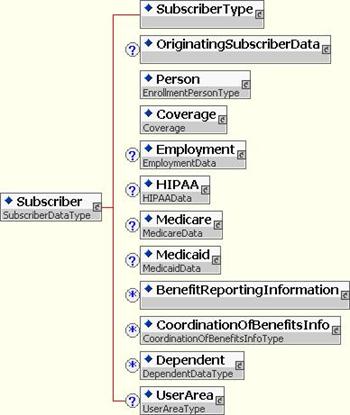 SubscriberType
? OriginatingSubscriberData
Person
EnrollmentPersonType
Coverage
Coverage
? Employment
EmploymentData
? HIPAA
HIPAAData
Subscriber
SubscriberDataType
? Medicare
MedicareData
? Medicaid
MedicaidData
* BenefitReportingInformation
* CoordinationOfBenefitsInfo
CoordinationOfBenefitsInfoType
* Dependent
DependentDataType
? UserArea
UserAreaType